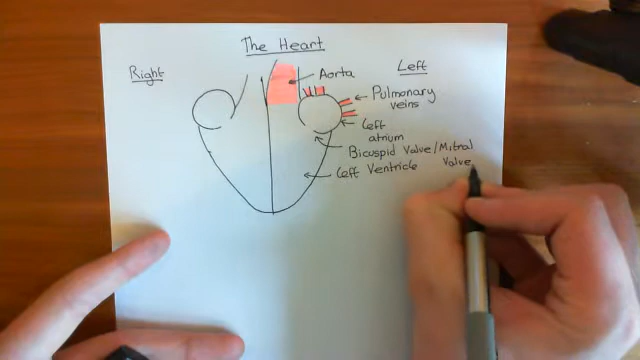 The Heart
Right
Left
Aorta
Pulmonary
veins
Left
atrium
Bicuspid Valve/Mitral
Valve
Left Ventricle